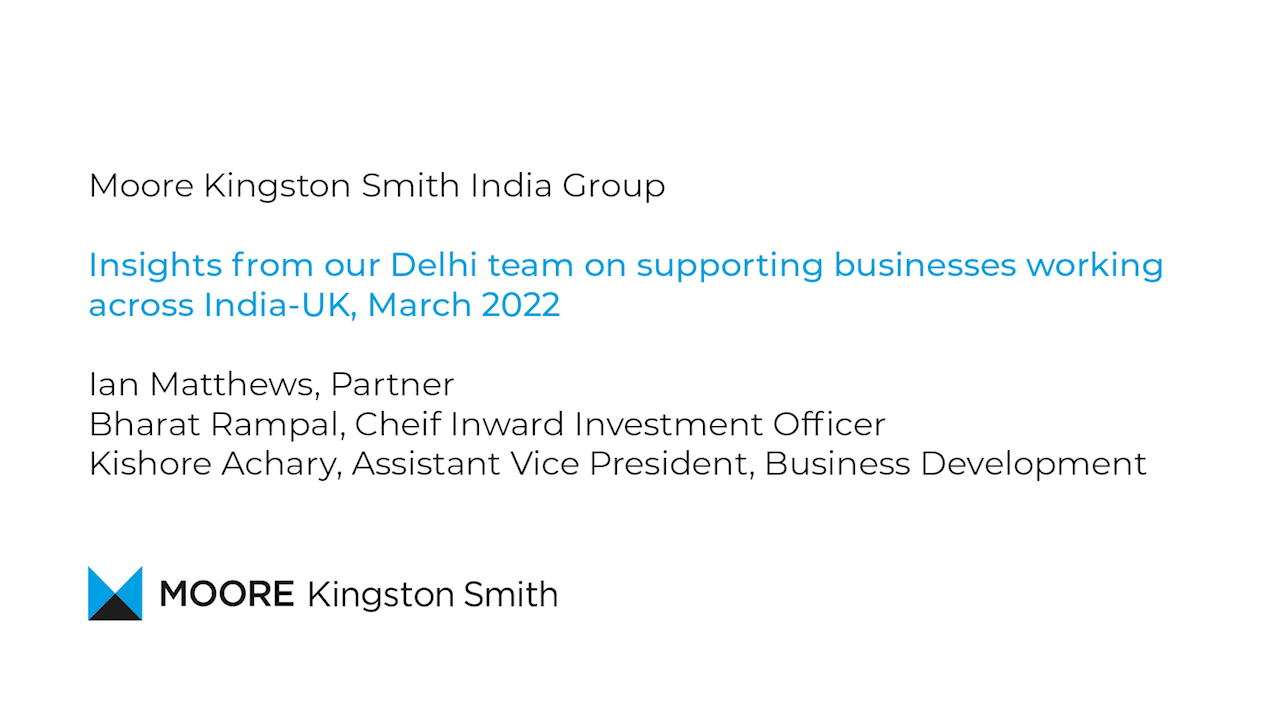 Moore Kingston Smith India Group
Insights from our Delhi team on supporting businesses working
across India-UK, March 2022
Ian Matthews, Partner
Bharat Rampal, Cheif Inward Investment Officer
Kishore Achary, Assistant Vice President, Business Development
MOORE Kingston Smith